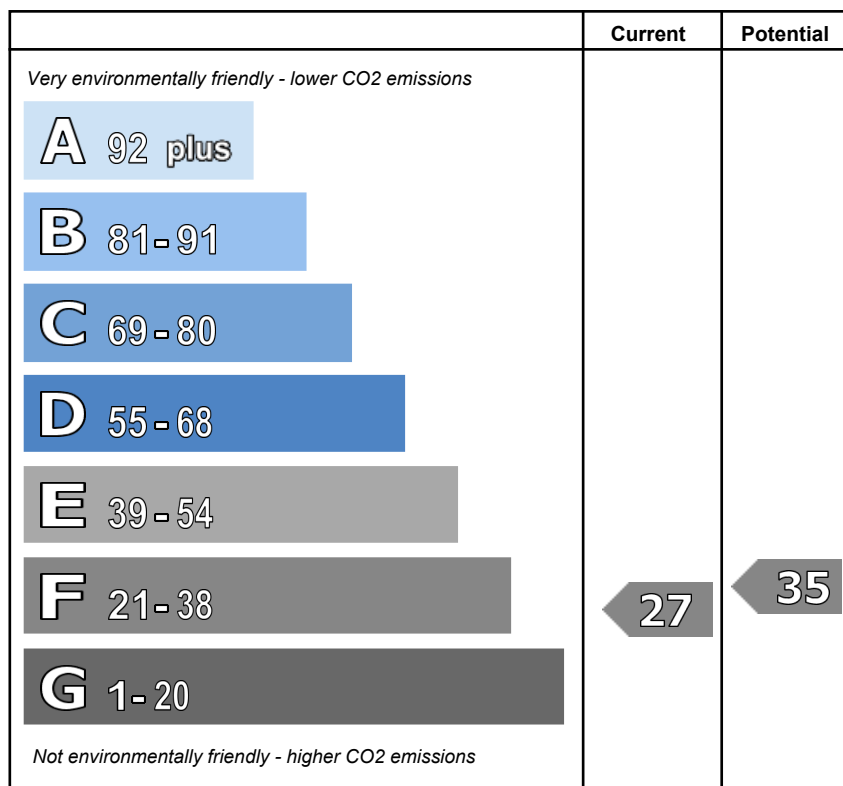 Current Potential
Very environmentally friendly - lower CO2 emissions
A 92 plus
B 81-91
C 69-80
D 55-68
E 39-54
F 21-38
27
35
G 1-20
Not environmentally friendly - higher CO2 emissions